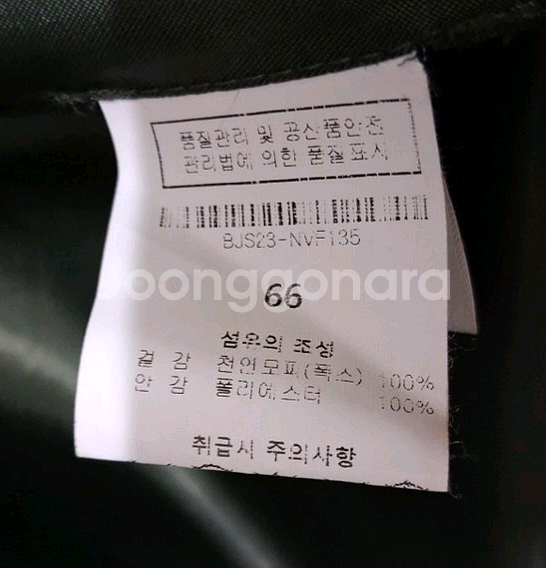 품질관리 및 공산품안전
관리법에 의한 품질표시
BJS23-NVF135
Joonggonara
66
섬유의 조성
겉 감 천연모피(폭스) 100%
안 감 폴리에스터 100%
취급시 주의사항